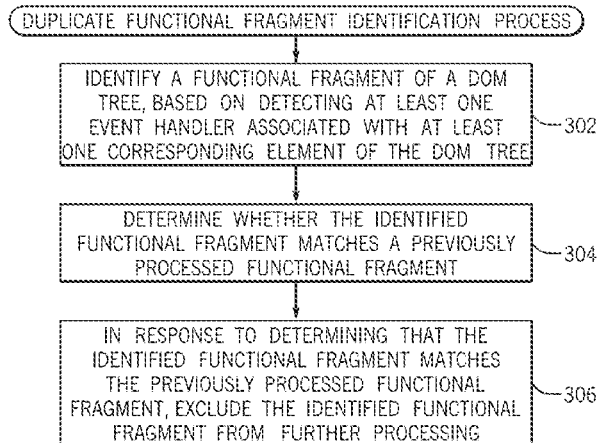 DUPLICATE FUNCTIONAL FRAGMENT IDENTIFICATION PROCESS
IDENTIFY A FUNCTIONAL FRAGMENT OF A DOM
TREE, BASED ON DETECTING AT LEAST ONE
EVENT HANDLER ASSOCIATED WITH AT LEAST
ONE CORRESPONDING ELEMENT OF THE DOM TREE
302
DETERMINE WHETHER THE IDENTIFIED
FUNCTIONAL FRAGMENT MATCHES A PREVIOUSLY
PROCESSED FUNCTIONAL FRAGMENT
304
IN RESPONSE TO DETERMINING THAT THE
IDENTIFIED FUNCTIONAL FRAGMENT MATCHES
THE PREVIOUSLY PROCESSED FUNCTIONAL
FRAGMENT, EXCLUDE THE IDENTIFIED FUNCTIONAL
FRAGMENT FROM FURTHER PROCESSING
306